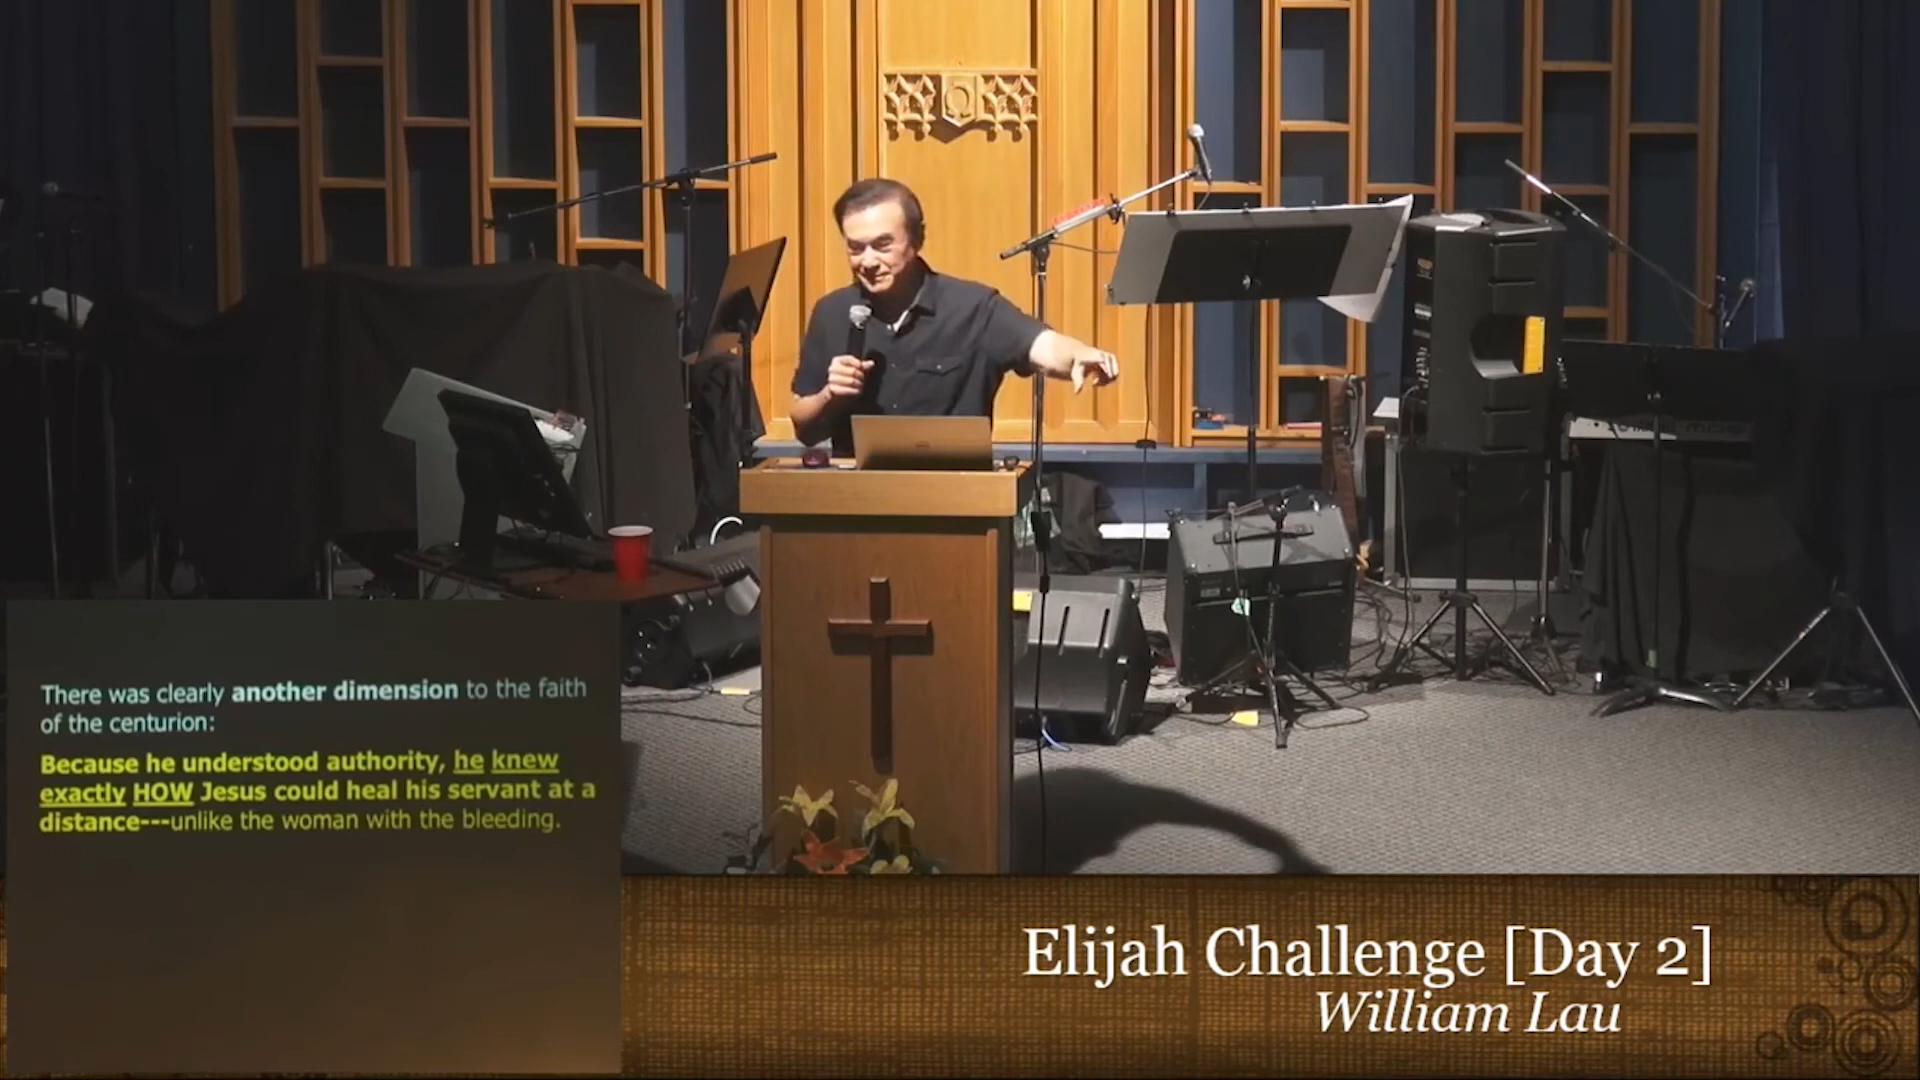 There was clearly another dimension to the faith
of the centurion:
Because he understood authority, he knew
exactly HOW Jesus could heal his servant at a
distance---unlike the woman with the bleeding.
Elijah Challenge [Day 2]
William Lau